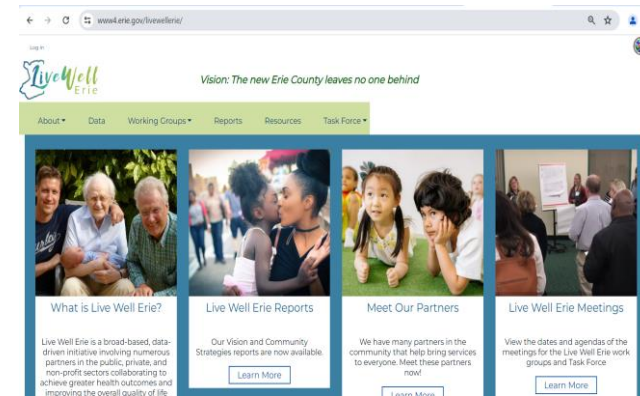 www4.erie.gov/livewellerie/
Log in
LiveWell
Erie
Vision: The new Erie County leaves no one behind
About
Data
Working Groups
Reports
Resources
Task Force
What is Live Well Erie?
Live Well Erie is a broad-based, data-
driven initiative involving numerous
partners in the public, private, and
non-profit sectors collaborating to
achieve greater health outcomes and
improving the overall quality of life
Live Well Erie Reports
Our Vision and Community
Strategies reports are now available.
Learn More
Meet Our Partners
We have many partners in the
community that help bring services
to everyone. Meet these partners
now!
Learn More
Live Well Erie Meetings
View the dates and agendas of the
meetings for the Live Well Erie work
groups and Task Force
Learn More